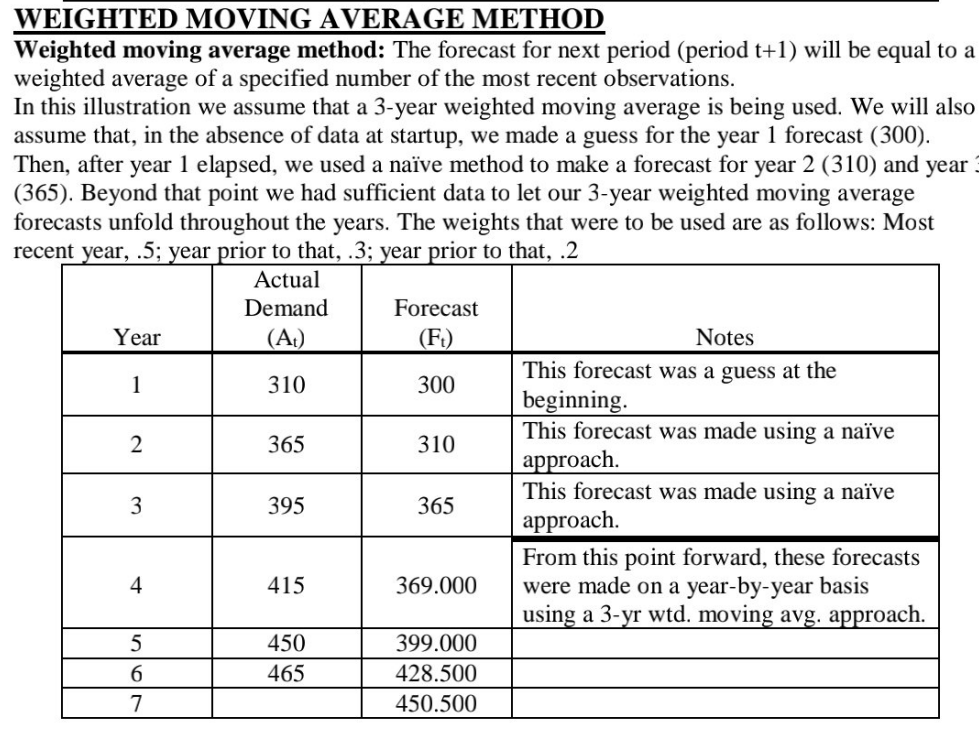 WEIGHTED MOVING AVERAGE METHOD
Weighted moving average method: The forecast for next period (period t+1) will be equal to a
weighted average of a specified number of the most recent observations.
In this illustration we assume that a 3-year weighted moving average is being used. We will also
assume that, in the absence of data at startup, we made a guess for the year 1 forecast (300).
Then, after year 1 elapsed, we used a naïve method to make a forecast for year 2 (310) and year
(365). Beyond that point we had sufficient data to let our 3-year weighted moving average
forecasts unfold throughout the years. The weights that were to be used are as follows: Most
recent year, .5; year prior to that, .3; year prior to that, .2
Year Actual Demand (At) Forecast (Ft) Notes
1 310 300 This forecast was a guess at the
beginning.
2 365 310 This forecast was made using a naïve
approach.
3 395 365 This forecast was made using a naïve
approach.
4 415 369.000 From this point forward, these forecasts
were made on a year-by-year basis
using a 3-yr wtd. moving avg. approach.
5 450 399.000
6 465 428.500
7 450.500